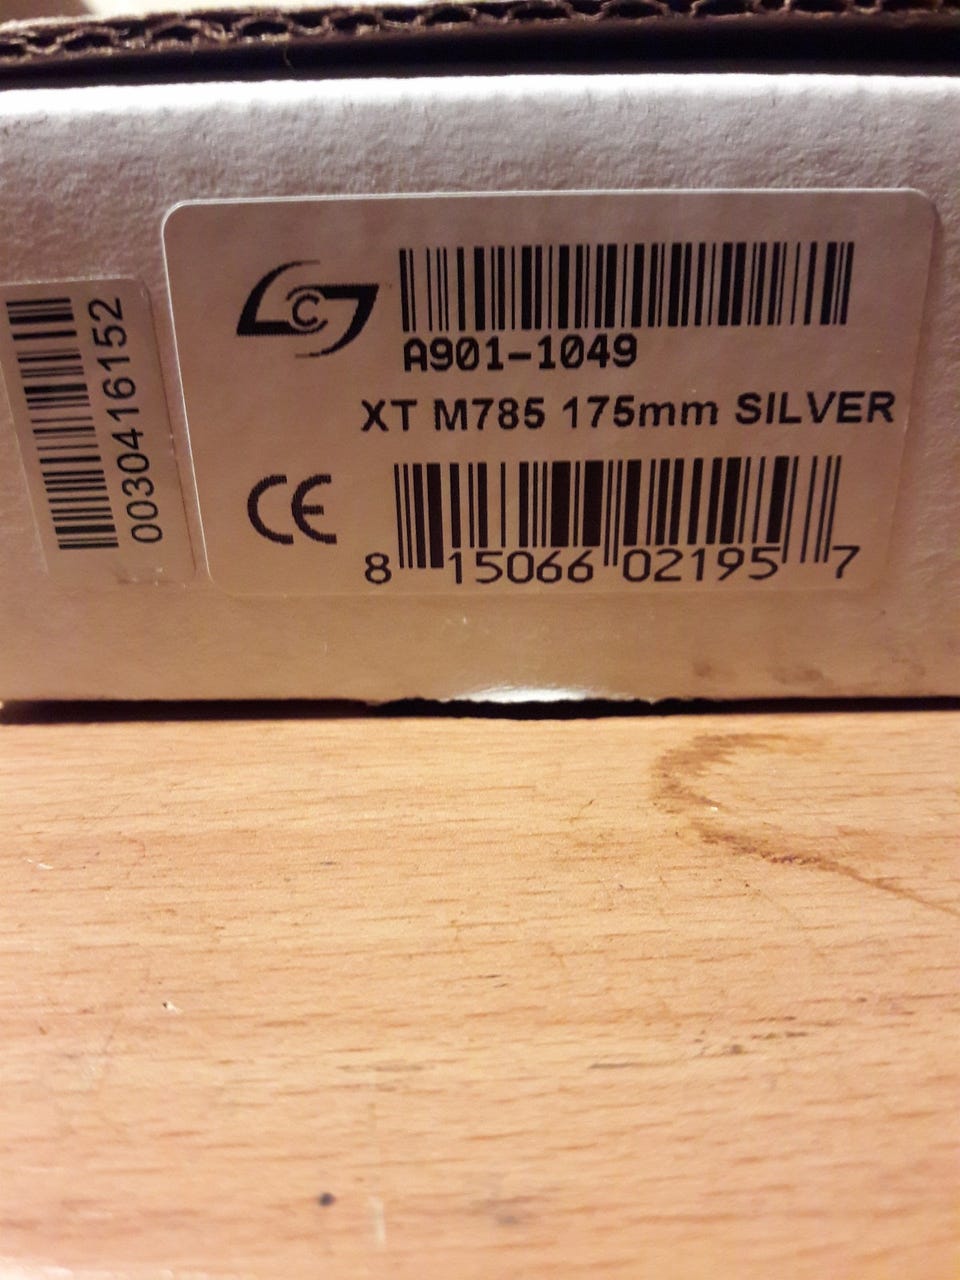 0030416152
C
A901-1049
XT M785 175mm SILVER
CE
8 15066 02195 7